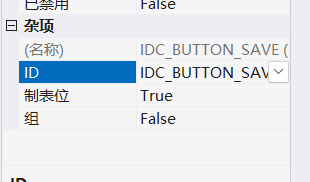 已禁用 False
杂项
(名称) IDC_BUTTON_SAVE (
ID IDC_BUTTON_SAV
制表位 True
组 False